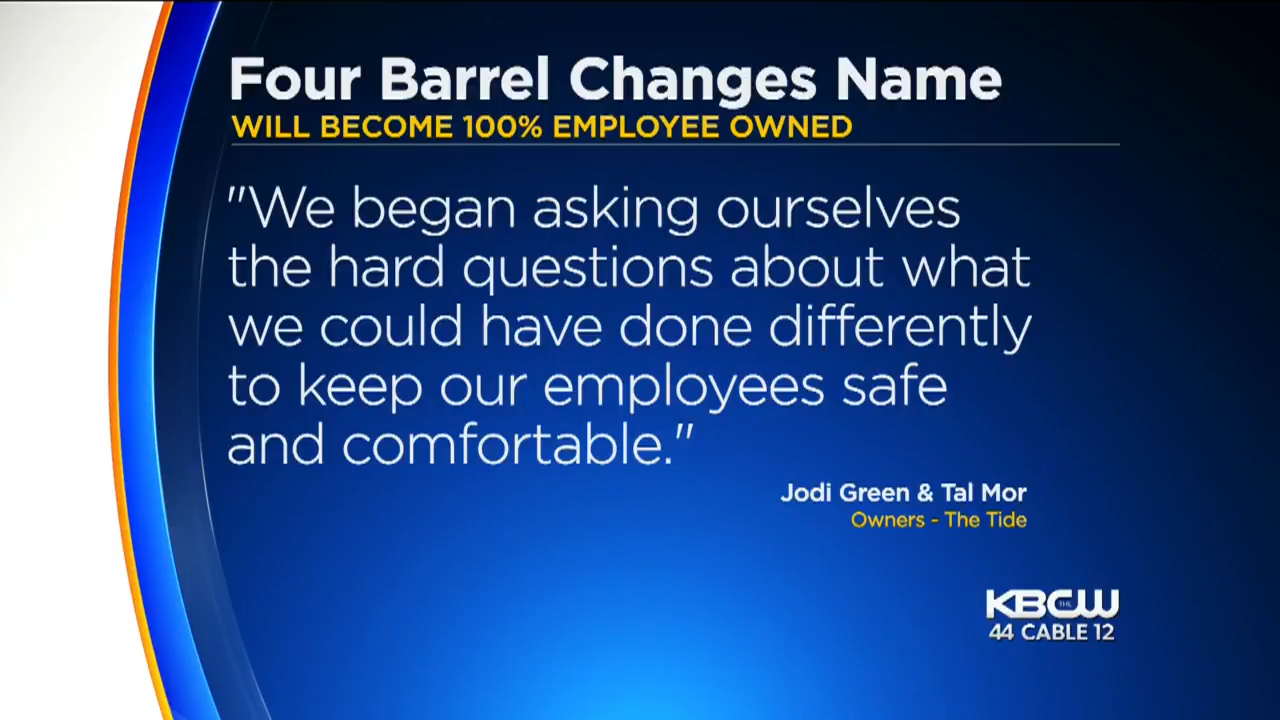 Four Barrel Changes Name
WILL BECOME 100% EMPLOYEE OWNED
"We began asking ourselves
the hard questions about what
we could have done differently
to keep our employees safe
and comfortable."
Jodi Green & Tal Mor
Owners - The Tide
KBCW THE
44 CABLE 12